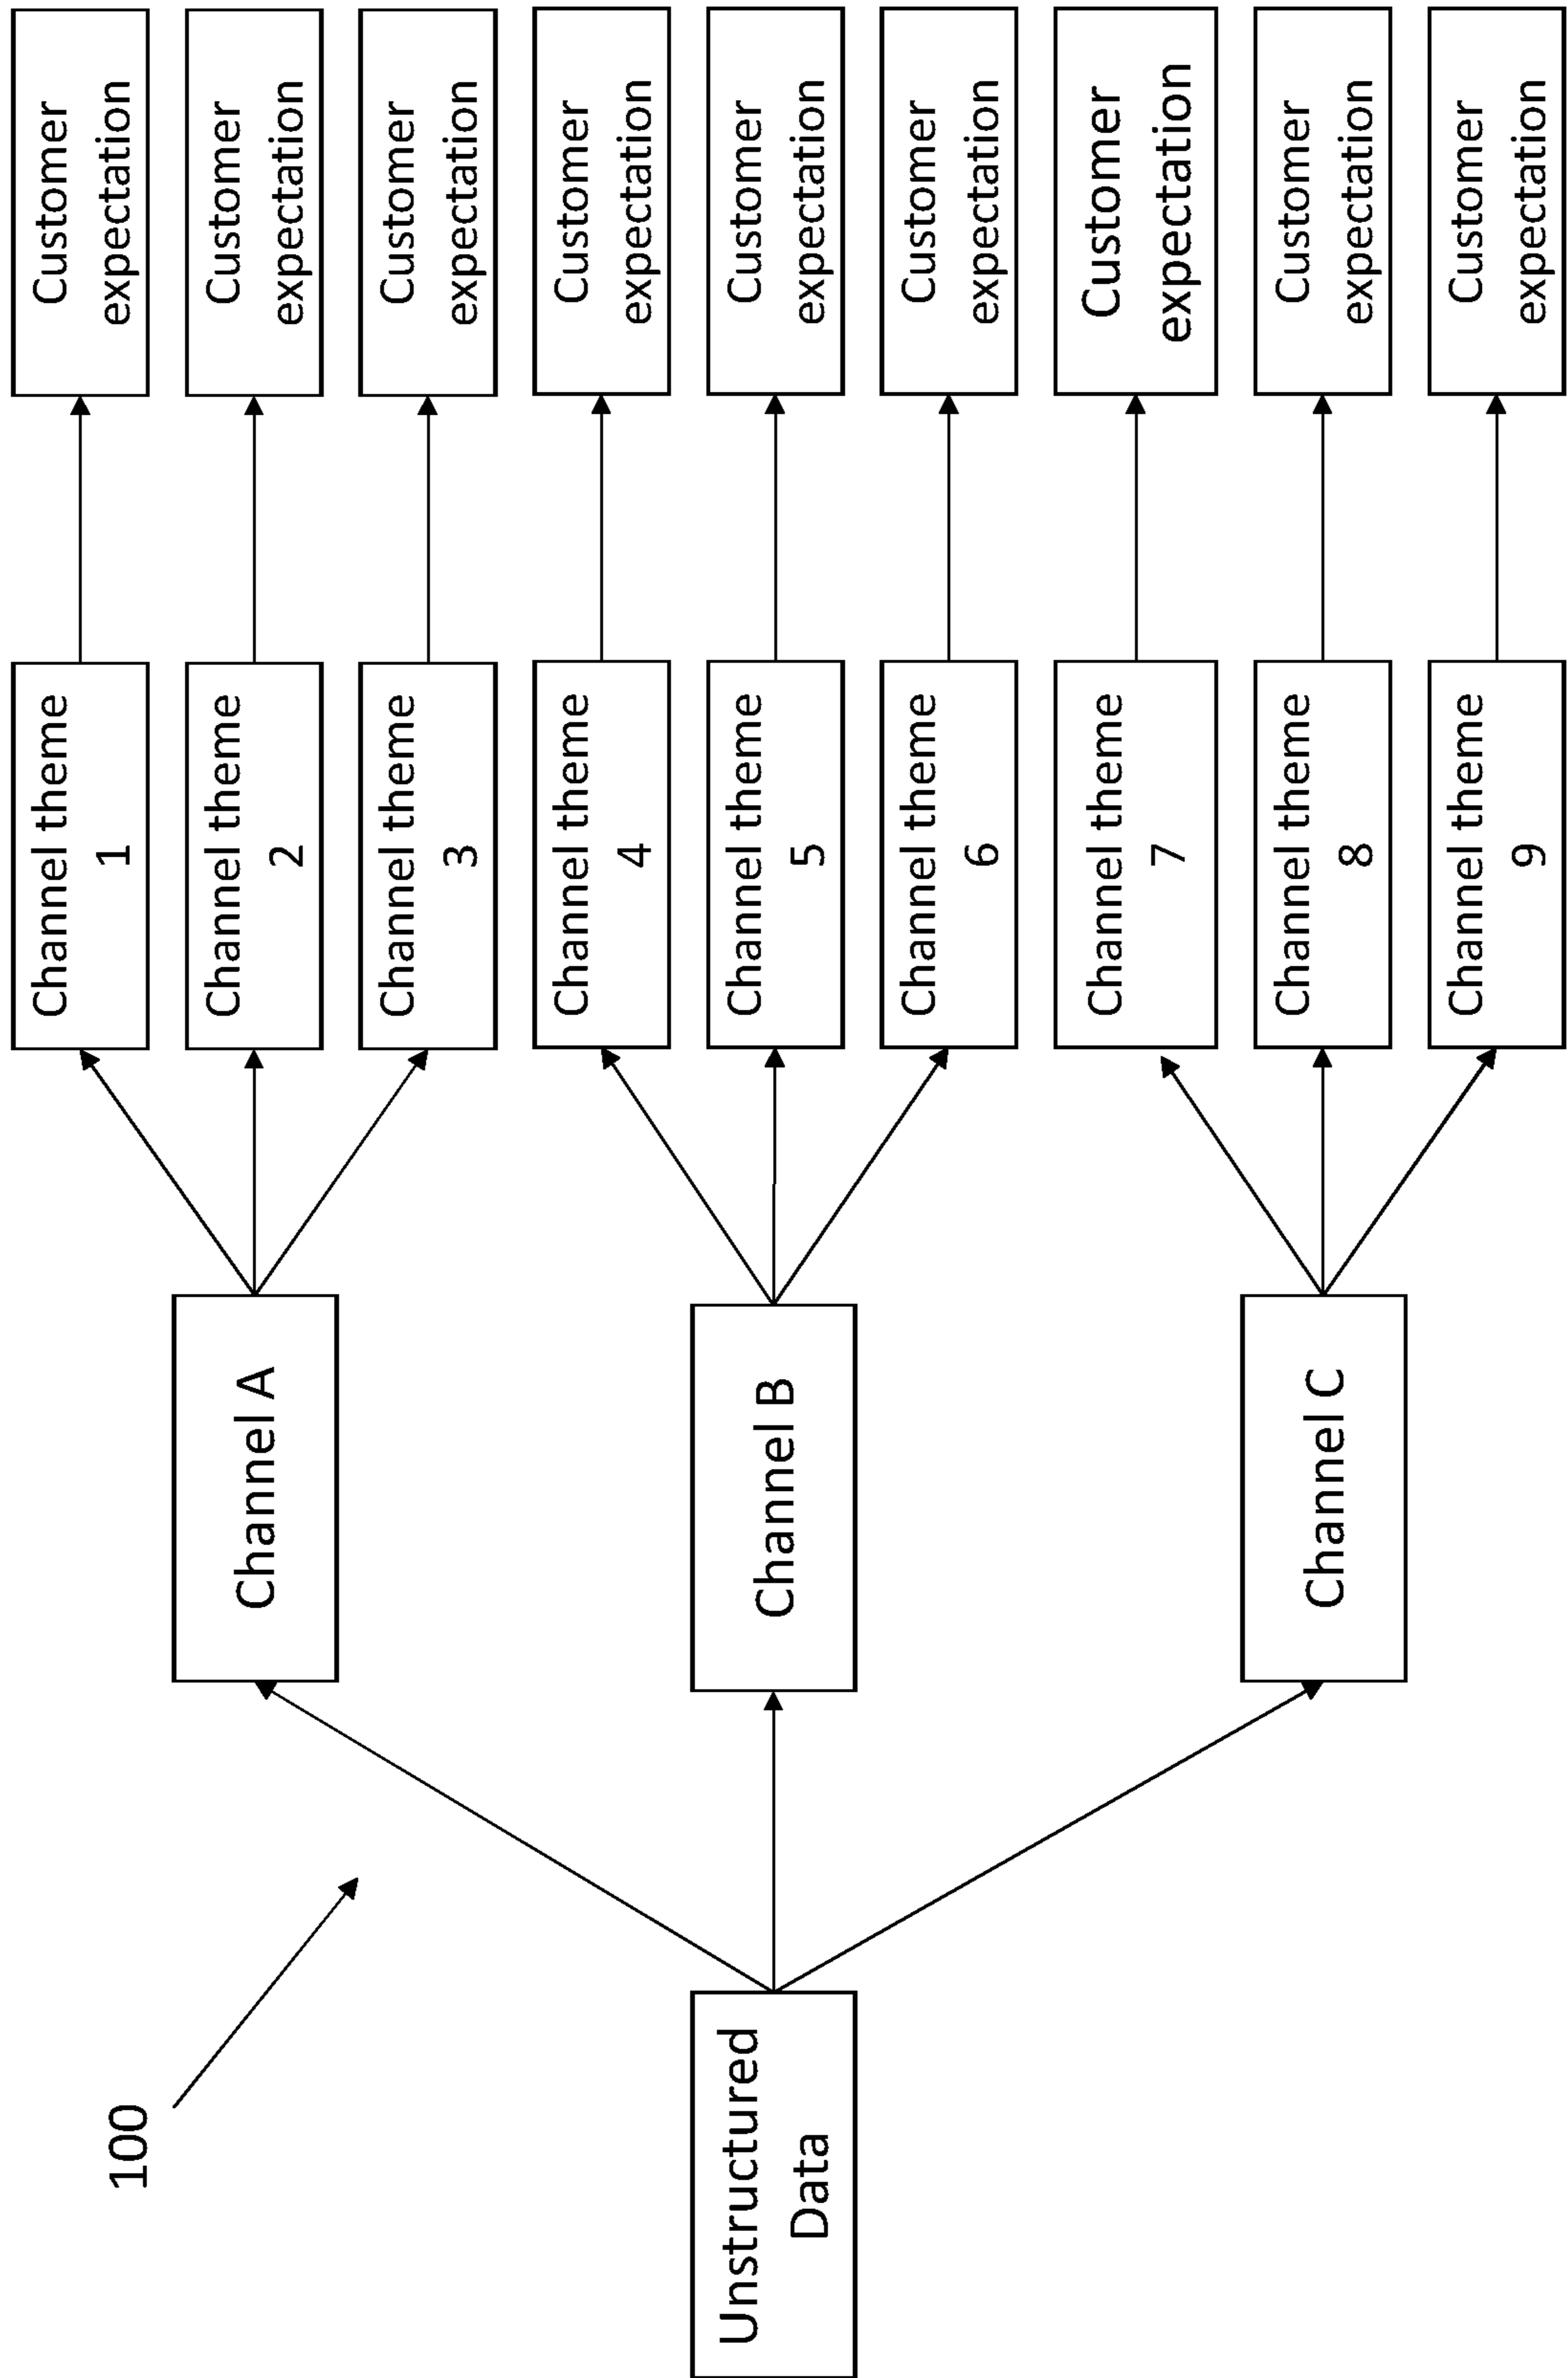 100
Unstructured
Data
Channel A
Channel B
Channel C
Channel theme
1
Channel theme
2
Channel theme
3
Channel theme
4
Channel theme
5
Channel theme
6
Channel theme
7
Channel theme
8
Channel theme
9
Customer
expectation
Customer
expectation
Customer
expectation
Customer
expectation
Customer
expectation
Customer
expectation
Customer
expectation
Customer
expectation
Customer
expectation